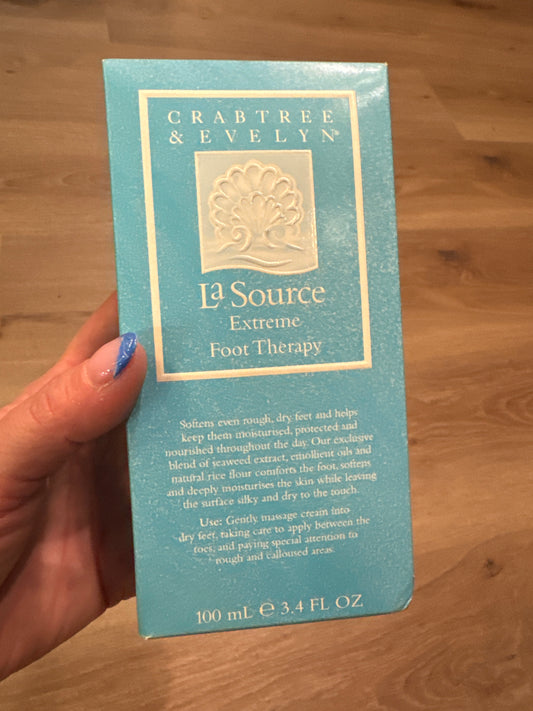 CRABTREE
& EVELYN®
La Source
Extreme
Foot Therapy
Softens even rough, dry feet and helps
keep them moisturised, protected and
nourished throughout the day. Our exclusive
blend of seaweed extract, emollient oils and
natural rice flour comforts the foot, softens
and deeply moisturises the skin while leaving
the surface silky and dry to the touch.
Use: Gently massage cream into
dry feet, taking care to apply between the
toes, and paying special attention to
rough and calloused areas.
100 mL ℮ 3.4 FL OZ